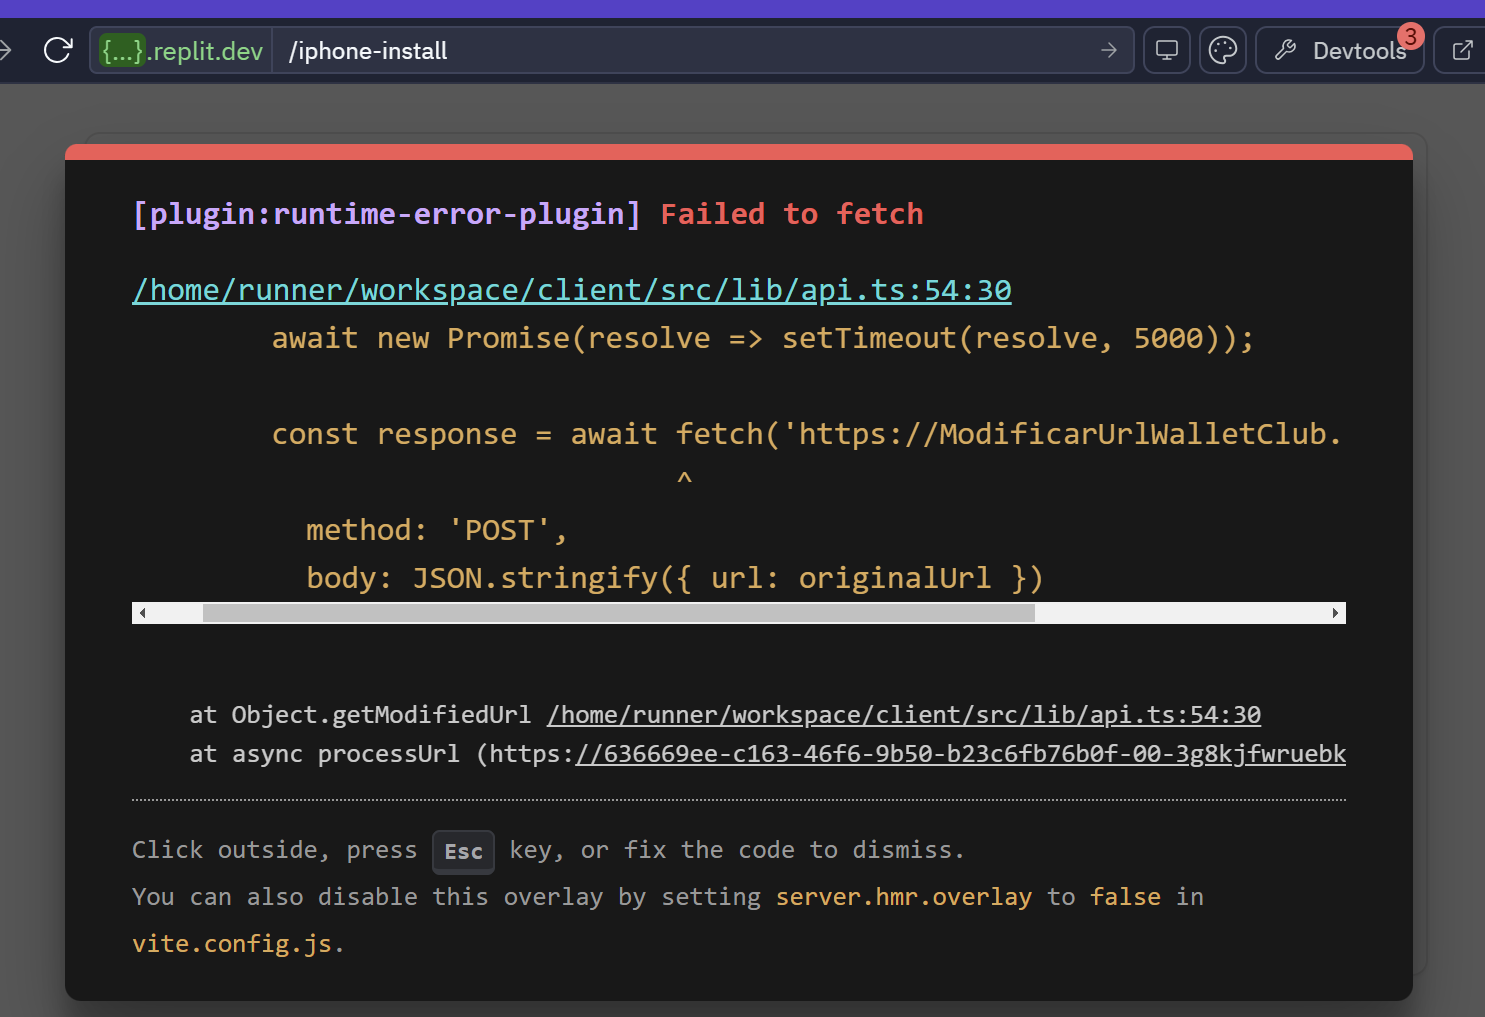 {...}.replit.dev /iphone-install Devtools 3
[plugin:runtime-error-plugin] Failed to fetch
/home/runner/workspace/client/src/lib/api.ts:54:30
await new Promise(resolve => setTimeout(resolve, 5000));
const response = await fetch('https://ModificarUrlWalletClub.
^
method: 'POST',
body: JSON.stringify({ url: originalUrl })
at Object.getModifiedUrl /home/runner/workspace/client/src/lib/api.ts:54:30
at async processUrl (https://636669ee-c163-46f6-9b50-b23c6fb76b0f-00-3g8kjfwruebk
Click outside, press Esc key, or fix the code to dismiss.
You can also disable this overlay by setting server.hmr.overlay to false in
vite.config.js.